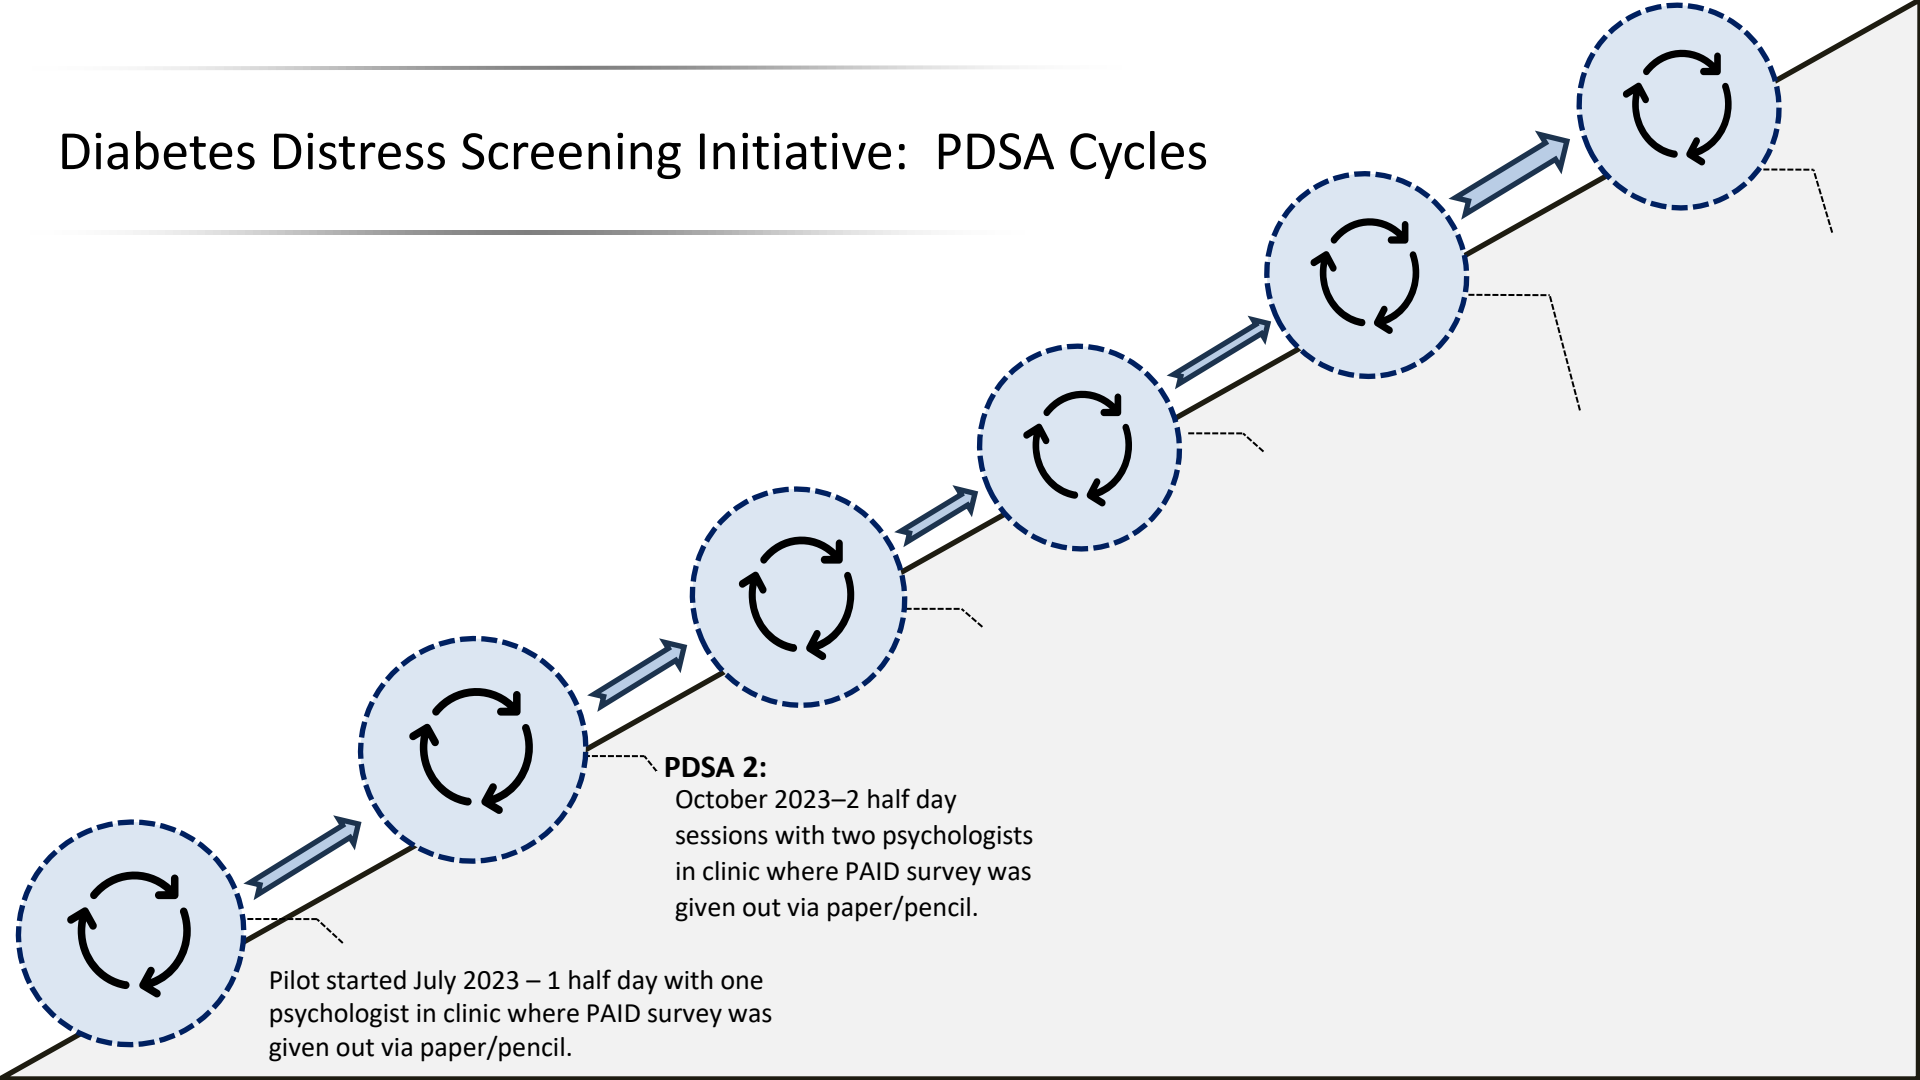 Diabetes Distress Screening Initiative:  PDSA Cycles
PDSA 2:
October 2023–2 half day
sessions with two psychologists
in clinic where PAID survey was
given out via paper/pencil.
Pilot started July 2023 – 1 half day with one
psychologist in clinic where PAID survey was
given out via paper/pencil.